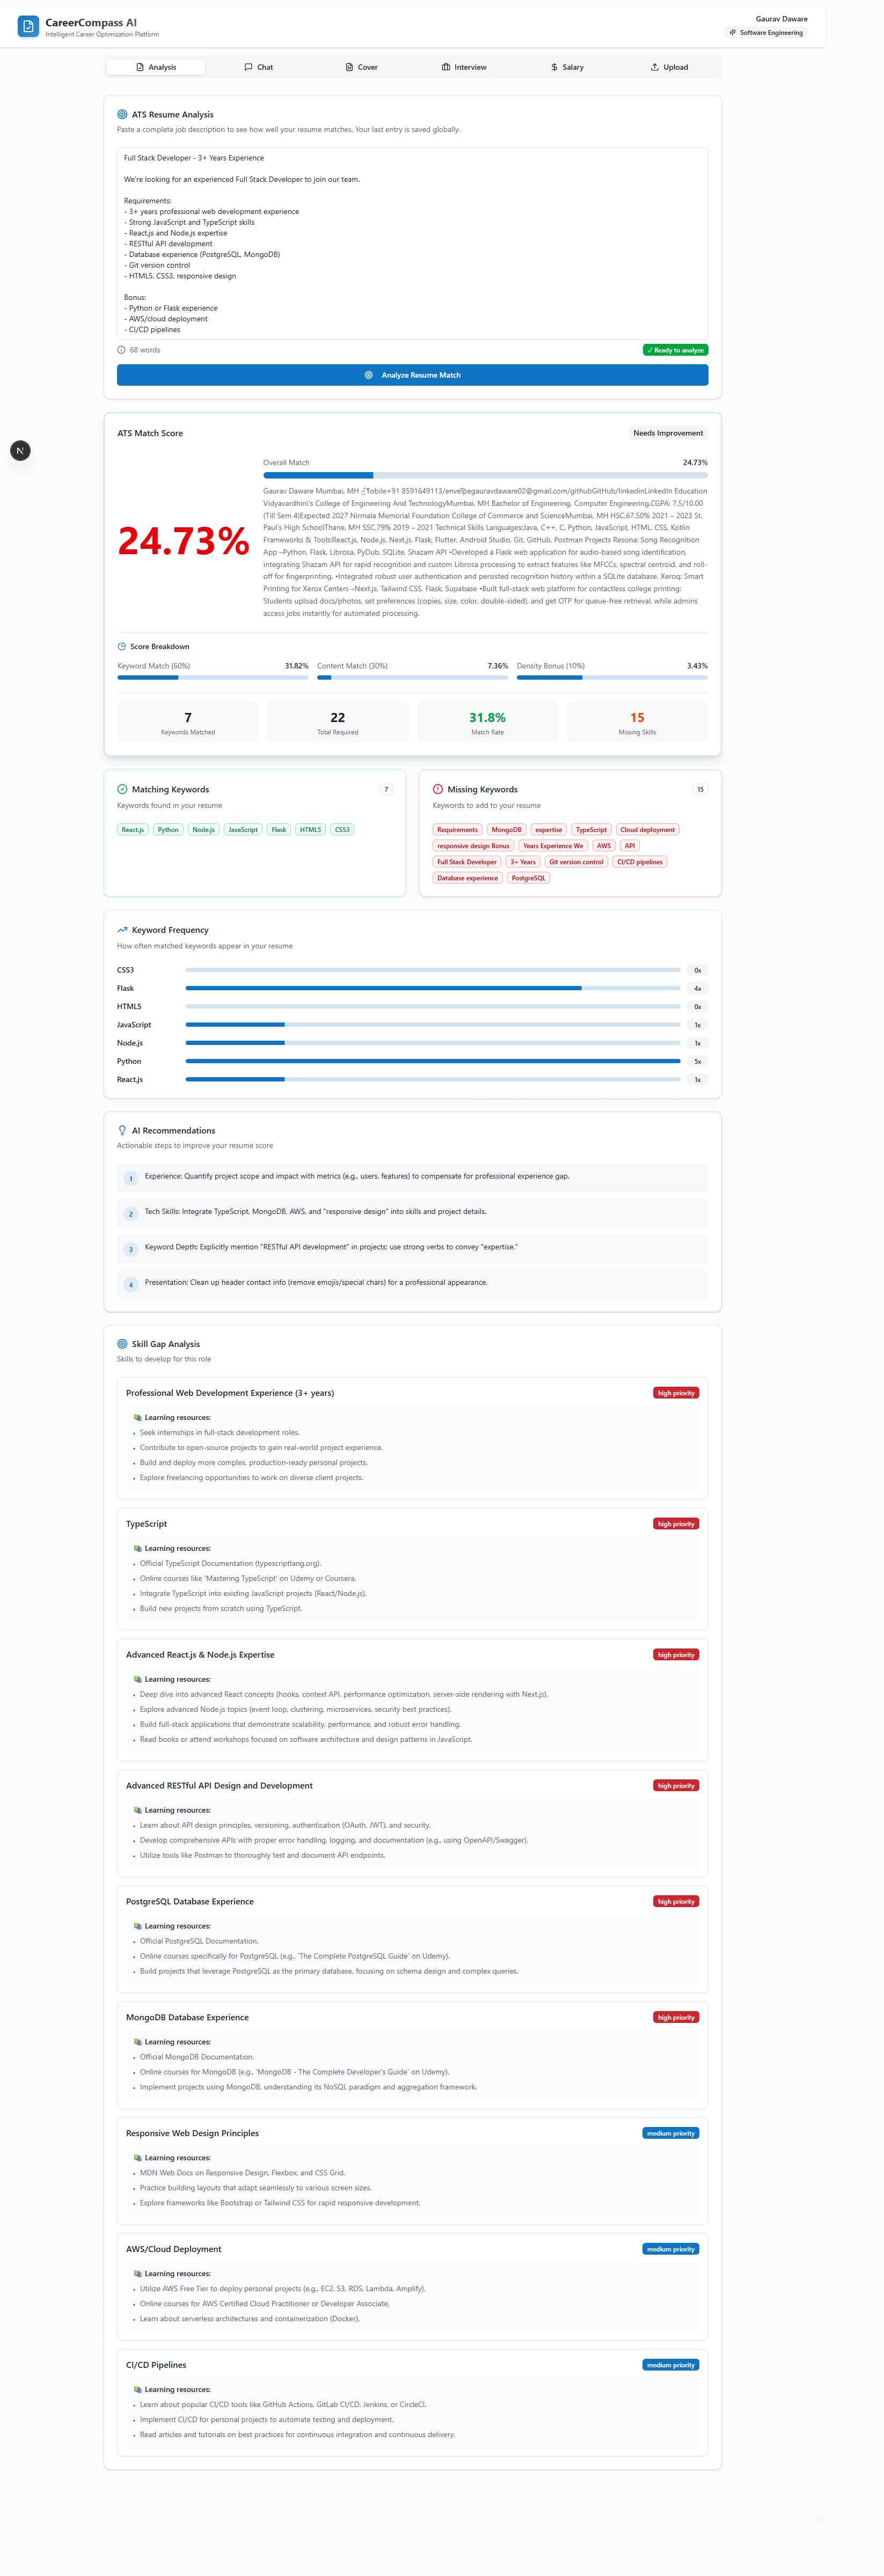 CareerCompass AI
Intelligent Career Optimization Platform
Gaurav Daware
Software Engineering
Analysis
Chat
Cover
Interview
Salary
Upload
ATS Resume Analysis
Paste a complete job description to see how well your resume matches. Your last entry is saved globally.
Full Stack Developer - 3+ Years Experience
We're looking for an experienced Full Stack Developer to join our team.
Requirements:
- 3+ years professional web development experience
- Strong JavaScript and TypeScript skills
- React.js and Node.js expertise
- RESTful API development
- Database experience (PostgreSQL, MongoDB)
- Git version control
- HTML5, CSS3, responsive design
Bonus:
- Python or Flask experience
- AWS/cloud deployment
- CI/CD pipelines
68 words
✓ Ready to analyze
Analyze Resume Match
N
ATS Match Score
Needs Improvement
24.73%
Overall Match
24.73%
Gaurav Daware Mumbai, MH obile+91 8591649113/envelpegauravdaware02@gmail.com/githubGitHub/linkedinLinkedIn Education
Vidyavardhini's College of Engineering And TechnologyMumbai, MH Bachelor of Engineering, Computer Engineering,CGPA: 7.5/10.00
(Till Sem 4)Expected 2027 Nirmala Memorial Foundation College of Commerce and ScienceMumbai, MH HSC,67.50% 2021 – 2023 St.
Paul's High SchoolThane, MH SSC,79% 2019 – 2021 Technical Skills Languages:Java, C++, C, Python, JavaScript, HTML, CSS, Kotlin
Frameworks & Tools:React.js, Node.js, Next.js, Flask, Flutter, Android Studio, Git, GitHub, Postman Projects Resona: Song Recognition
App –Python, Flask, Librosa, PyDub, SQLite, Shazam API •Developed a Flask web application for audio-based song identification,
integrating Shazam API for rapid recognition and custom Librosa processing to extract features like MFCCs, spectral centroid, and roll-
off for fingerprinting. •Integrated robust user authentication and persisted recognition history within a SQLite database. Xeroq: Smart
Printing for Xerox Centers –Next.js, Tailwind CSS, Flask, Supabase •Built full-stack web platform for contactless college printing:
Students upload docs/photos, set preferences (copies, size, color, double-sided), and get OTP for queue-free retrieval, while admins
access jobs instantly for automated processing.
Score Breakdown
Keyword Match (60%)
31.82%
Content Match (30%)
7.36%
Density Bonus (10%)
3.43%
7
Keywords Matched
22
Total Required
31.8%
Match Rate
15
Missing Skills
Matching Keywords
7
Keywords found in your resume
React.js Python Node.js JavaScript Flask HTML5 CSS3
Missing Keywords
15
Keywords to add to your resume
Requirements MongoDB expertise TypeScript Cloud deployment
responsive design Bonus Years Experience We AWS API
Full Stack Developer 3+ Years Git version control CI/CD pipelines
Database experience PostgreSQL
Keyword Frequency
How often matched keywords appear in your resume
CSS3 0x
Flask 4x
HTML5 0x
JavaScript 1x
Node.js 1x
Python 5x
React.js 1x
AI Recommendations
Actionable steps to improve your resume score
1 Experience: Quantify project scope and impact with metrics (e.g., users, features) to compensate for professional experience gap.
2 Tech Skills: Integrate TypeScript, MongoDB, AWS, and "responsive design" into skills and project details.
3 Keyword Depth: Explicitly mention "RESTful API development" in projects; use strong verbs to convey "expertise."
4 Presentation: Clean up header contact info (remove emojis/special chars) for a professional appearance.
Skill Gap Analysis
Skills to develop for this role
Professional Web Development Experience (3+ years)
high priority
Learning resources:
• Seek internships in full-stack development roles.
• Contribute to open-source projects to gain real-world project experience.
• Build and deploy more complex, production-ready personal projects.
• Explore freelancing opportunities to work on diverse client projects.
TypeScript
high priority
Learning resources:
• Official TypeScript Documentation (typescriptlang.org).
• Online courses like 'Mastering TypeScript' on Udemy or Coursera.
• Integrate TypeScript into existing JavaScript projects (React/Node.js).
• Build new projects from scratch using TypeScript.
Advanced React.js & Node.js Expertise
high priority
Learning resources:
• Deep dive into advanced React concepts (hooks, context API, performance optimization, server-side rendering with Next.js).
• Explore advanced Node.js topics (event loop, clustering, microservices, security best practices).
• Build full-stack applications that demonstrate scalability, performance, and robust error handling.
• Read books or attend workshops focused on software architecture and design patterns in JavaScript.
Advanced RESTful API Design and Development
high priority
Learning resources:
• Learn about API design principles, versioning, authentication (OAuth, JWT), and security.
• Develop comprehensive APIs with proper error handling, logging, and documentation (e.g., using OpenAPI/Swagger).
• Utilize tools like Postman to thoroughly test and document API endpoints.
PostgreSQL Database Experience
high priority
Learning resources:
• Official PostgreSQL Documentation.
• Online courses specifically for PostgreSQL (e.g., 'The Complete PostgreSQL Guide' on Udemy).
• Build projects that leverage PostgreSQL as the primary database, focusing on schema design and complex queries.
MongoDB Database Experience
high priority
Learning resources:
• Official MongoDB Documentation.
• Online courses for MongoDB (e.g., 'MongoDB - The Complete Developer's Guide' on Udemy).
• Implement projects using MongoDB, understanding its NoSQL paradigm and aggregation framework.
Responsive Web Design Principles
medium priority
Learning resources:
• MDN Web Docs on Responsive Design, Flexbox, and CSS Grid.
• Practice building layouts that adapt seamlessly to various screen sizes.
• Explore frameworks like Bootstrap or Tailwind CSS for rapid responsive development.
AWS/Cloud Deployment
medium priority
Learning resources:
• Utilize AWS Free Tier to deploy personal projects (e.g., EC2, S3, RDS, Lambda, Amplify).
• Online courses for AWS Certified Cloud Practitioner or Developer Associate.
• Learn about serverless architectures and containerization (Docker).
CI/CD Pipelines
medium priority
Learning resources:
• Learn about popular CI/CD tools like GitHub Actions, GitLab CI/CD, Jenkins, or CircleCI.
• Implement CI/CD for personal projects to automate testing and deployment.
• Read articles and tutorials on best practices for continuous integration and continuous delivery.